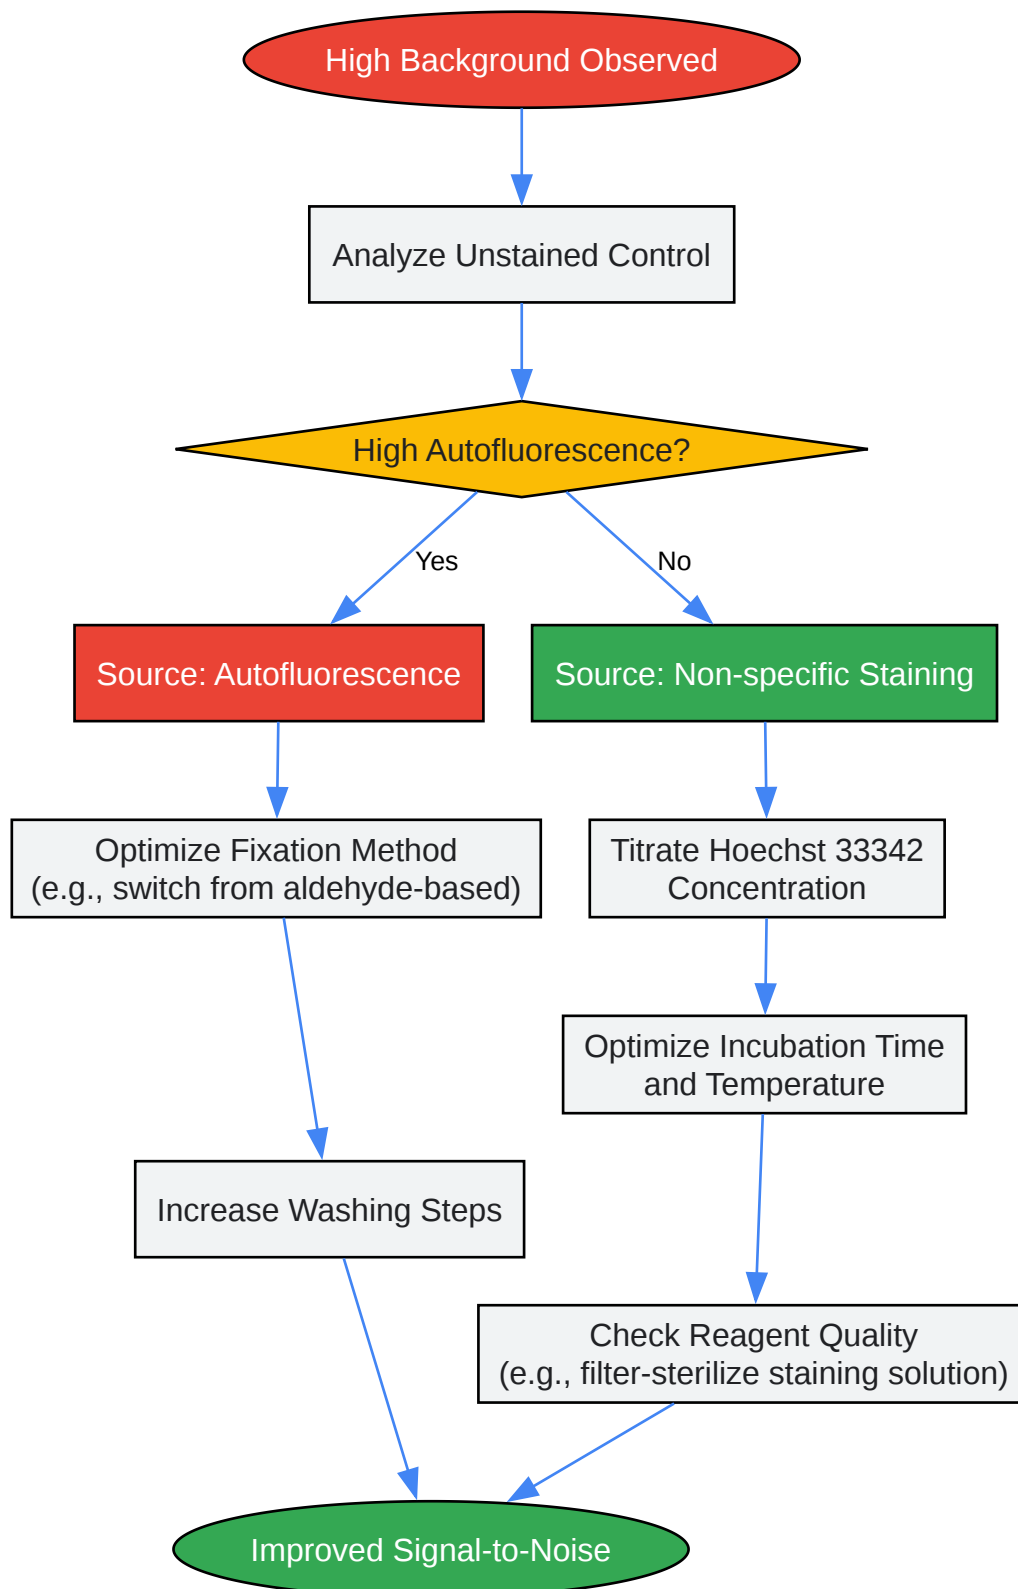 High Background Observed
Analyze Unstained Control
High Autofluorescence?
Yes
No
Source: Autofluorescence
Source: Non-specific Staining
Optimize Fixation Method
(e.g., switch from aldehyde-based)
Titrate Hoechst 33342
Concentration
Optimize Incubation Time
and Temperature
Increase Washing Steps
Check Reagent Quality
(e.g., filter-sterilize staining solution)
Improved Signal-to-Noise